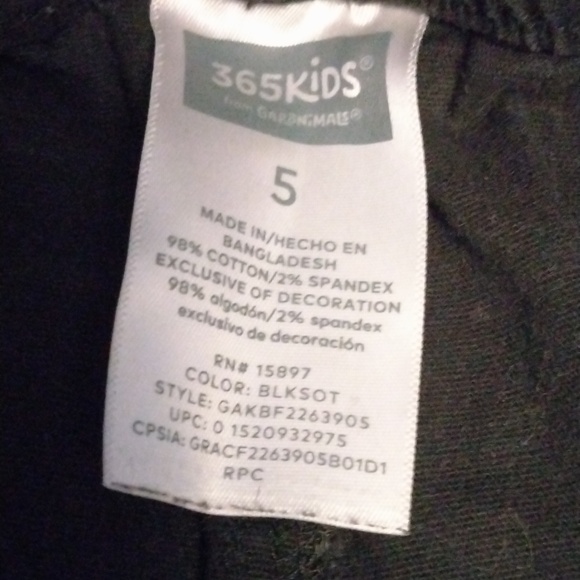 365KiDS®
from GARANiMALS®
5
MADE IN/HECHO EN
BANGLADESH
98% COTTON/2% SPANDEX
EXCLUSIVE OF DECORATION
98% algodón/2% spandex
exclusivo de decoración
RN# 15897
COLOR: BLKSOT
STYLE: GAKBF2263905
UPC: 0 1520932975
CPSIA: GRACF2263905B01D1
RPC